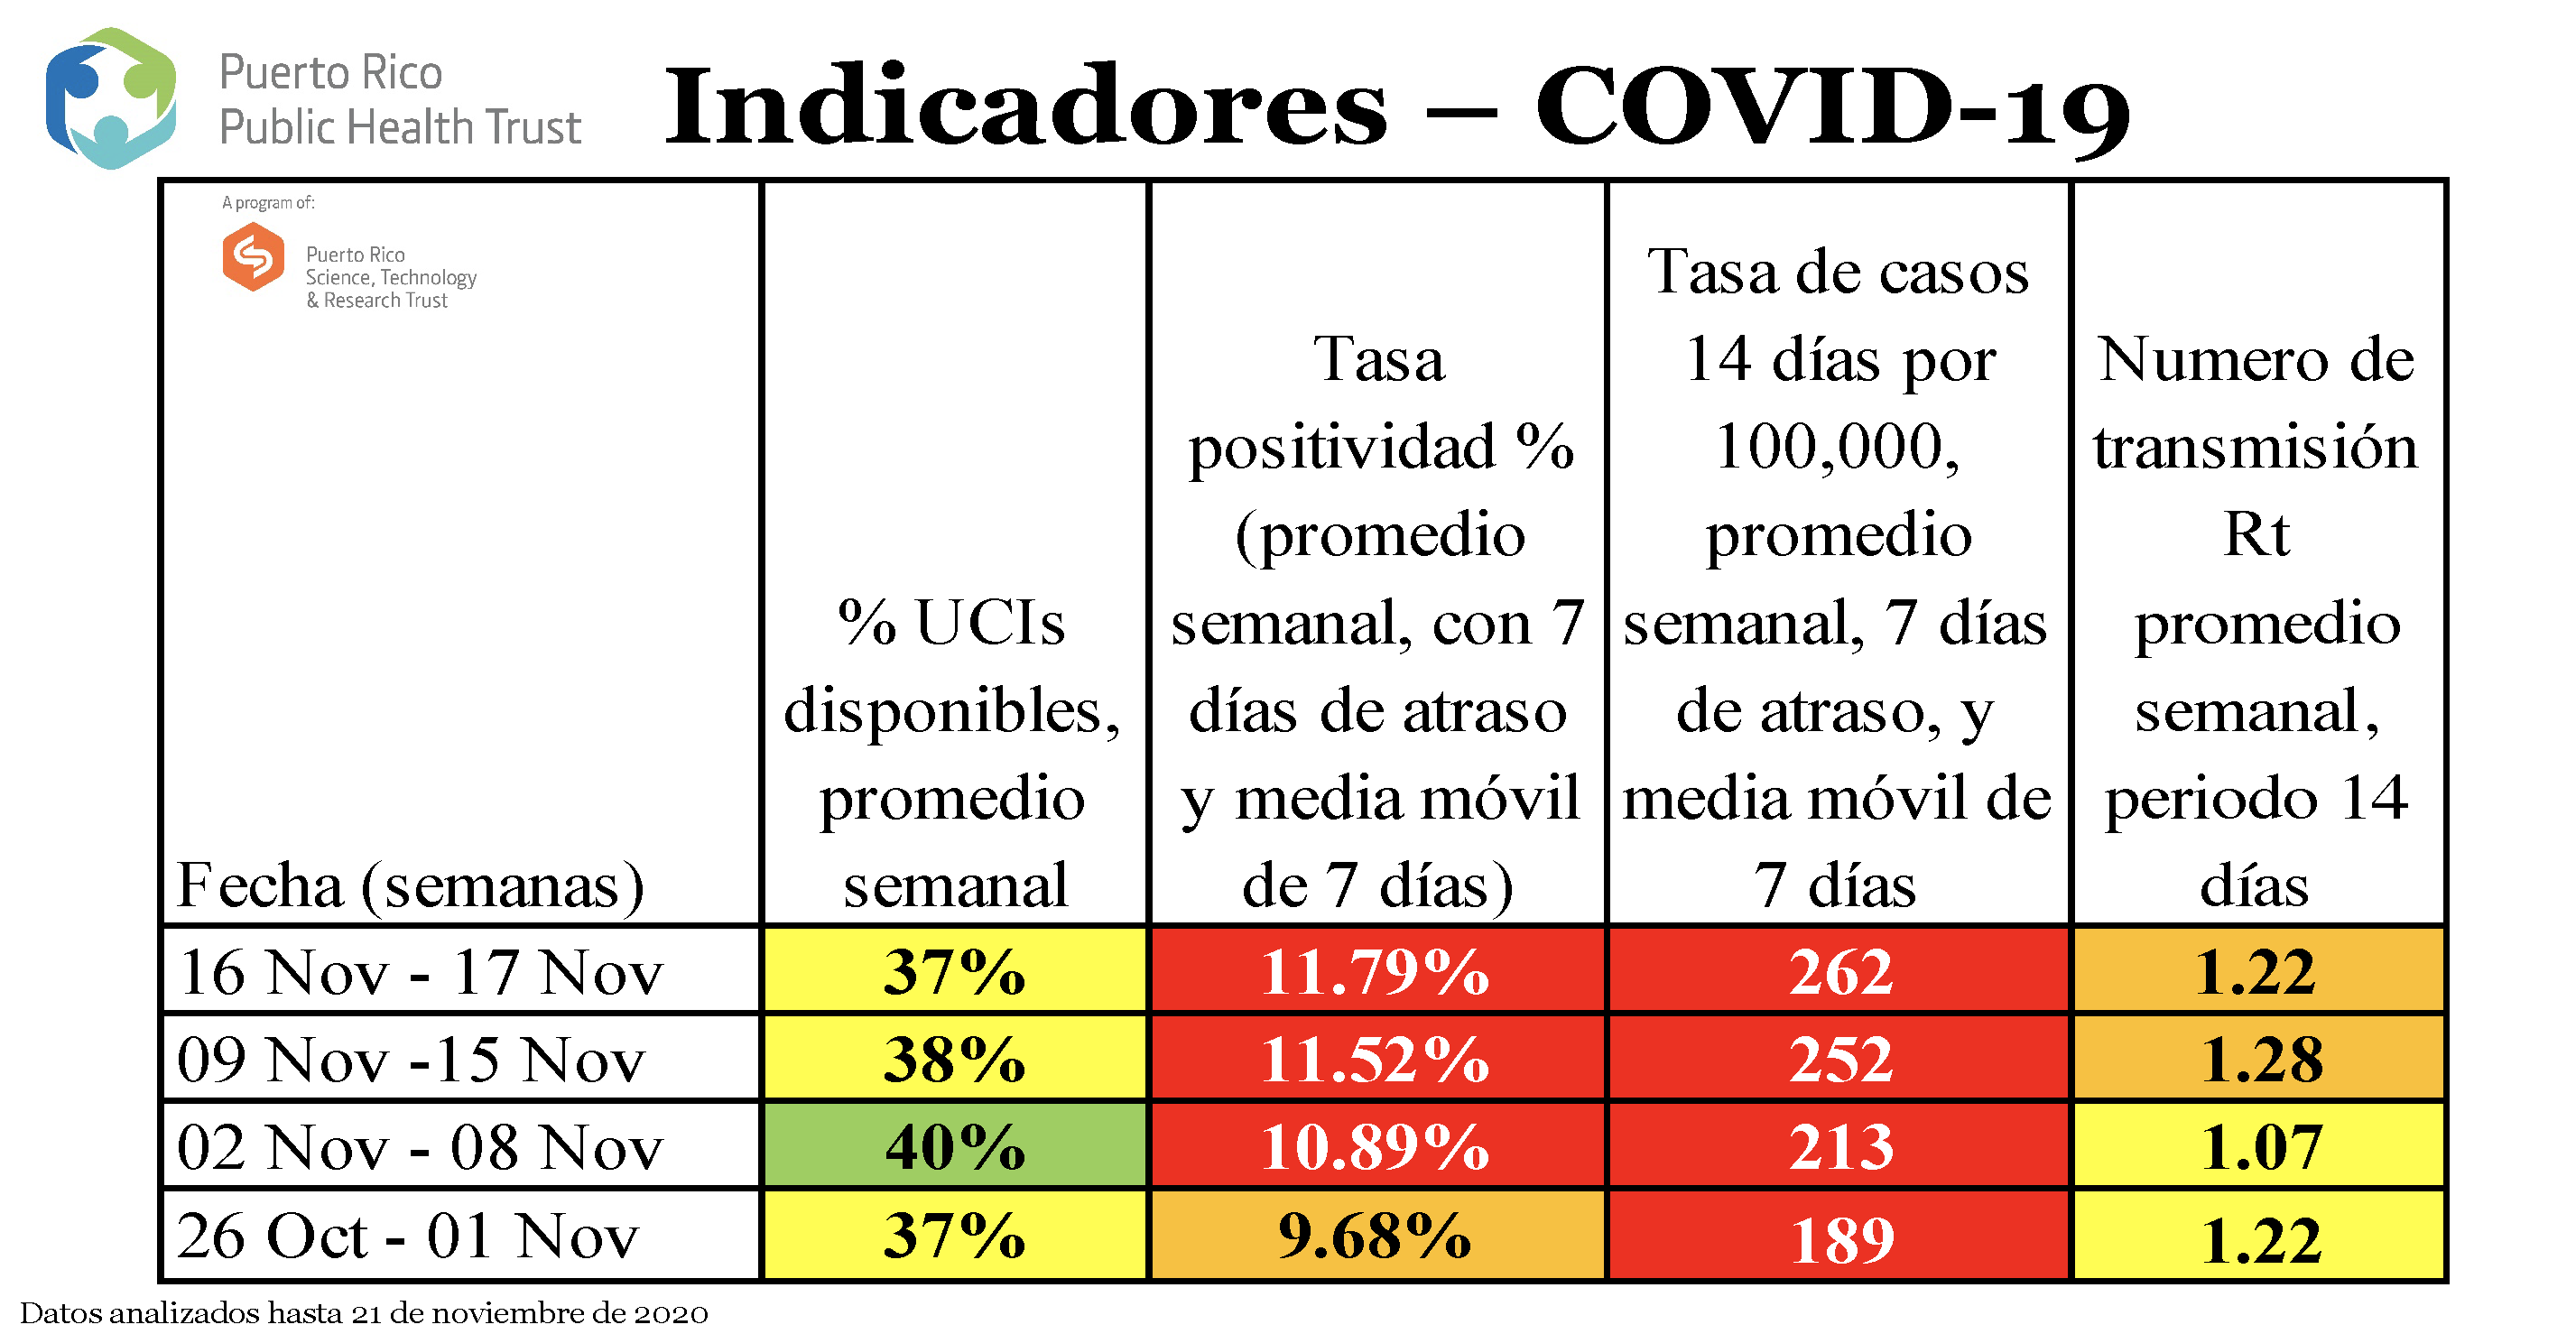 Puerto Rico
Public Health Trust
Indicadores – COVID-19
A program of:
Puerto Rico
Science, Technology
& Research Trust
Fecha (semanas)
% UCIs
disponibles,
promedio
semanal
Tasa
positividad %
(promedio
semanal, con 7
días de atraso
y media móvil
de 7 días)
Tasa de casos
14 días por
100,000,
promedio
semanal, 7 días
de atraso, y
media móvil de
7 días
Numero de
transmisión
Rt
promedio
semanal,
periodo 14
días
16 Nov - 17 Nov 37% 11.79% 262 1.22
09 Nov -15 Nov 38% 11.52% 252 1.28
02 Nov - 08 Nov 40% 10.89% 213 1.07
26 Oct - 01 Nov 37% 9.68% 189 1.22
Datos analizados hasta 21 de noviembre de 2020